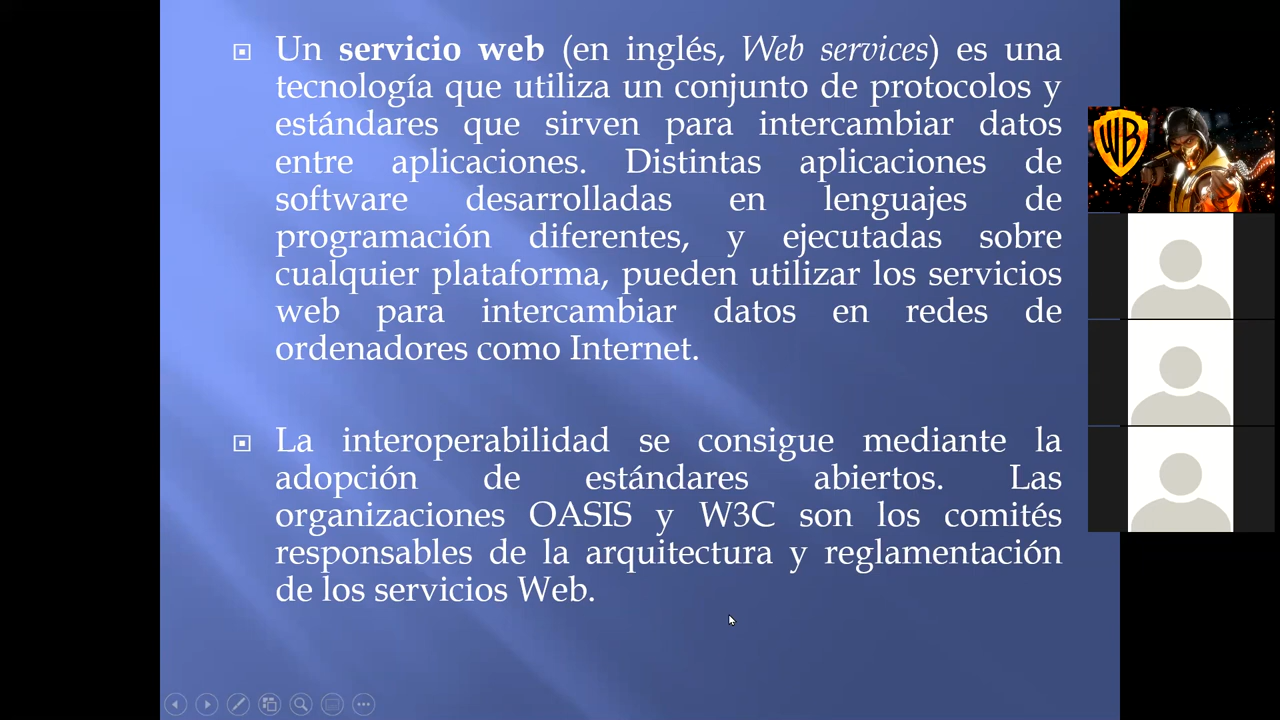 Un servicio web (en inglés, Web services) es una
tecnología que utiliza un conjunto de protocolos y
estándares que sirven para intercambiar datos
entre aplicaciones. Distintas aplicaciones de
software desarrolladas en lenguajes de
programación diferentes, y ejecutadas sobre
cualquier plataforma, pueden utilizar los servicios
web para intercambiar datos en redes de
ordenadores como Internet.
La interoperabilidad se consigue mediante la
adopción de estándares abiertos. Las
organizaciones OASIS y W3C son los comités
responsables de la arquitectura y reglamentación
de los servicios Web.
WB